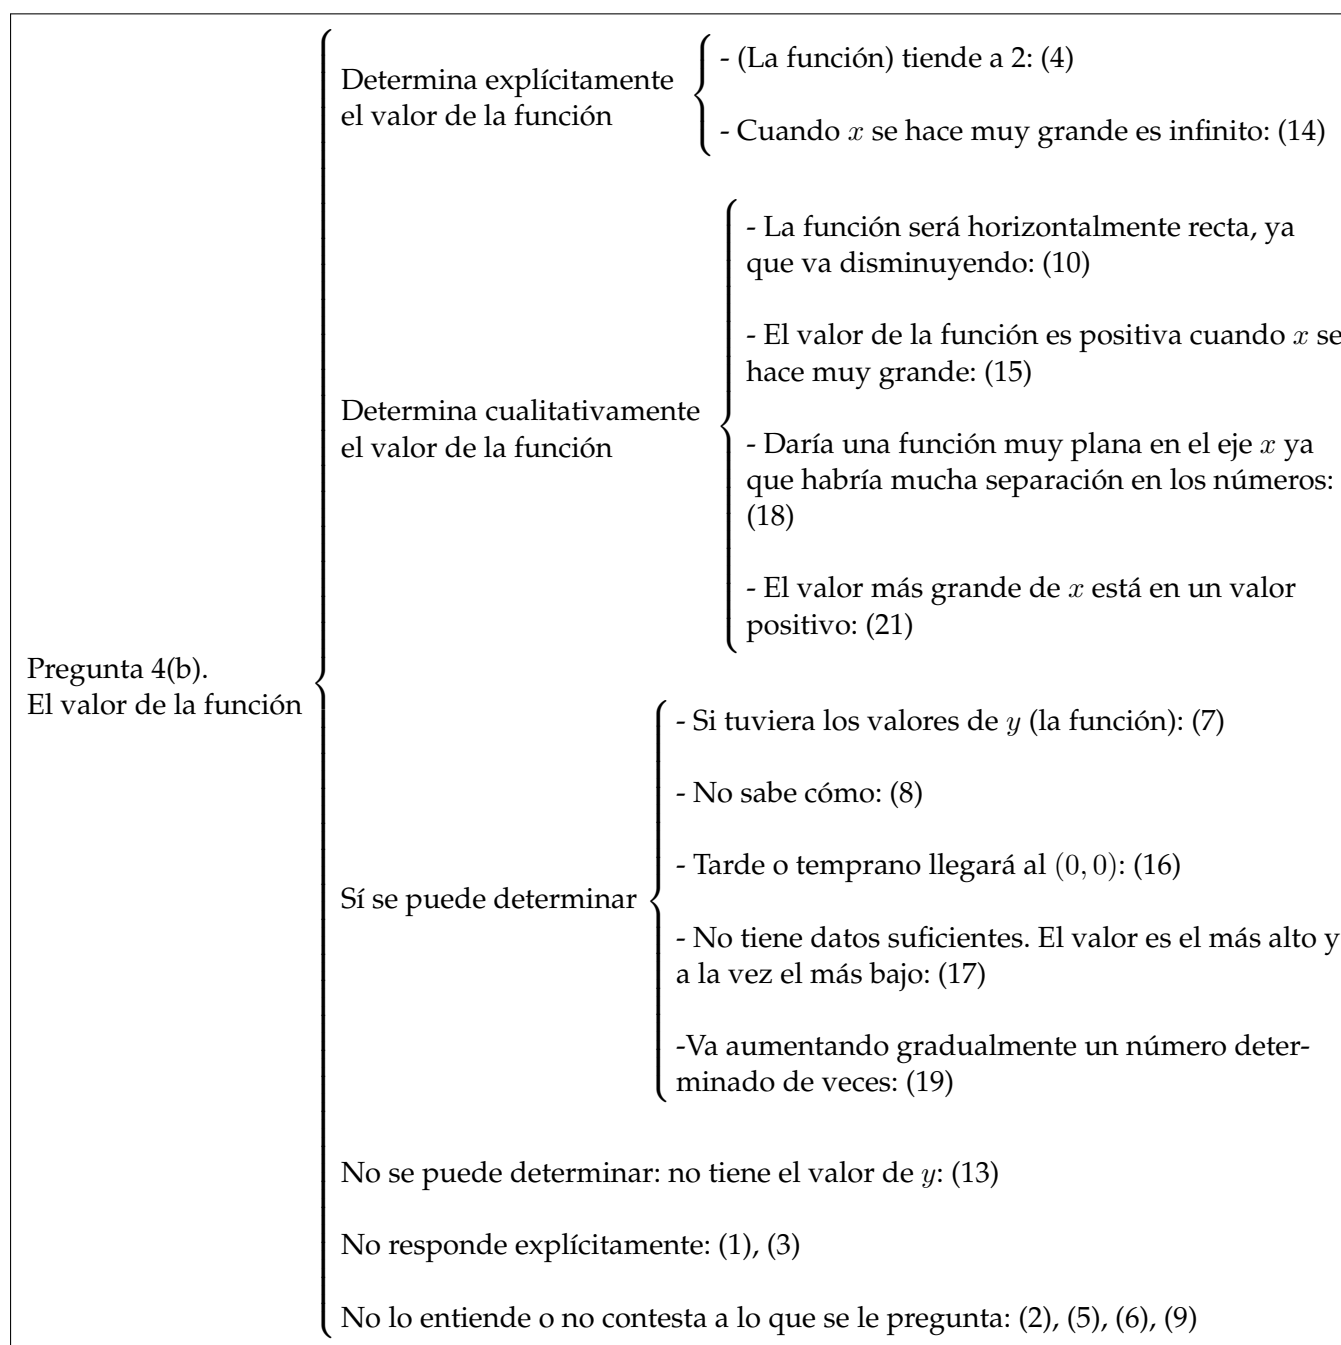 Pregunta 4(b).
El valor de la función
Determina explícitamente
el valor de la función
- (La función) tiende a 2: (4)
- Cuando x se hace muy grande es infinito: (14)
Determina cualitativamente
el valor de la función
- La función será horizontalmente recta, ya
que va disminuyendo: (10)
- El valor de la función es positiva cuando x se
hace muy grande: (15)
- Daría una función muy plana en el eje x ya
que habría mucha separación en los números:
(18)
- El valor más grande de x está en un valor
positivo: (21)
Sí se puede determinar
- Si tuviera los valores de y (la función): (7)
- No sabe cómo: (8)
- Tarde o temprano llegará al (0, 0): (16)
- No tiene datos suficientes. El valor es el más alto y
a la vez el más bajo: (17)
-Va aumentando gradualmente un número deter-
minado de veces: (19)
No se puede determinar: no tiene el valor de y: (13)
No responde explícitamente: (1), (3)
No lo entiende o no contesta a lo que se le pregunta: (2), (5), (6), (9)